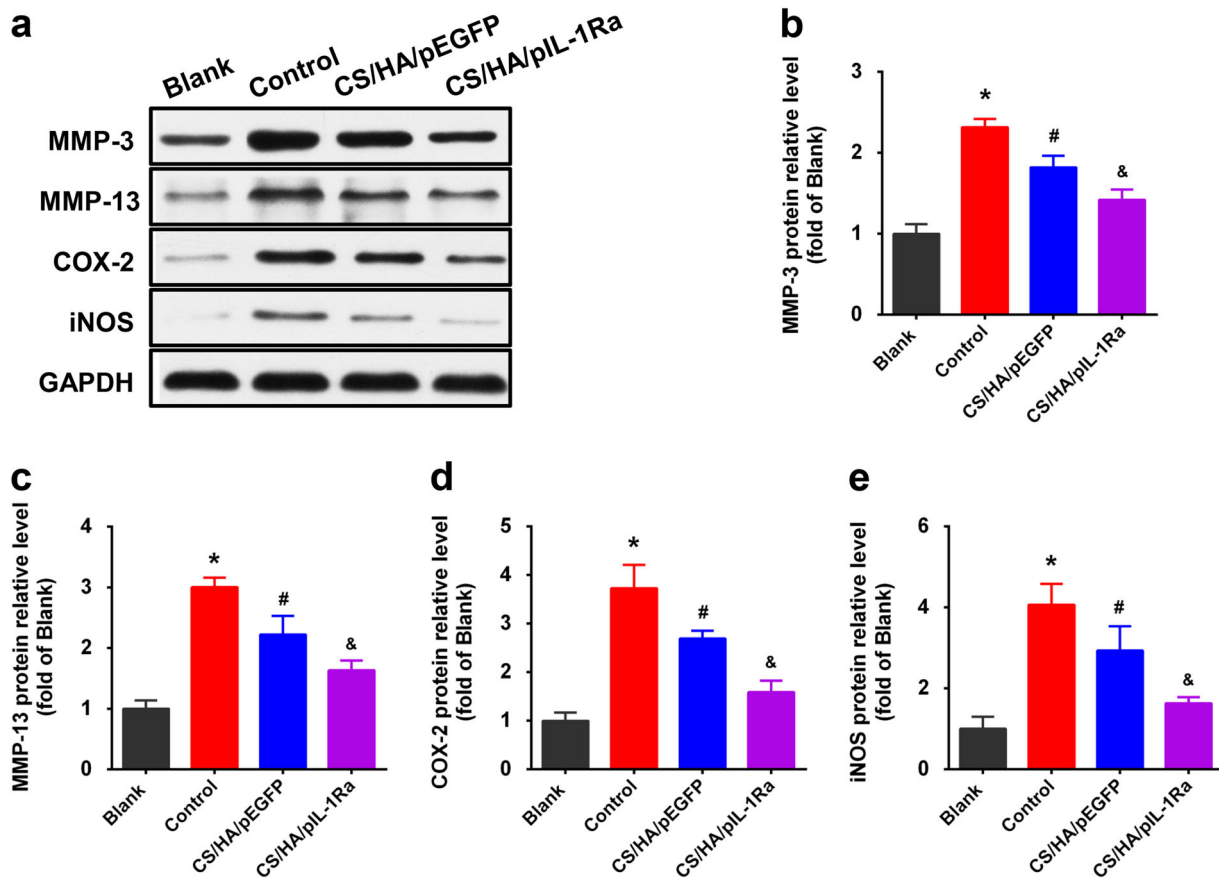 a
Blank
Control
CS/HA/pEGFP
CS/HA/pIL-1Ra
MMP-3
MMP-13
COX-2
iNOS
GAPDH
b
MMP-3 protein relative level
(fold of Blank)
3
2
1
0
*
#
&
Blank
Control
CS/HA/pEGFP
CS/HA/pIL-1Ra
c
MMP-13 protein relative level
(fold of Blank)
4
3
2
1
0
*
#
&
Blank
Control
CS/HA/pEGFP
CS/HA/pIL-1Ra
d
COX-2 protein relative level
(fold of Blank)
5
4
3
2
1
0
*
#
&
Blank
Control
CS/HA/pEGFP
CS/HA/pIL-1Ra
e
iNOS protein relative level
(fold of Blank)
6
4
2
0
*
#
&
Blank
Control
CS/HA/pEGFP
CS/HA/pIL-1Ra